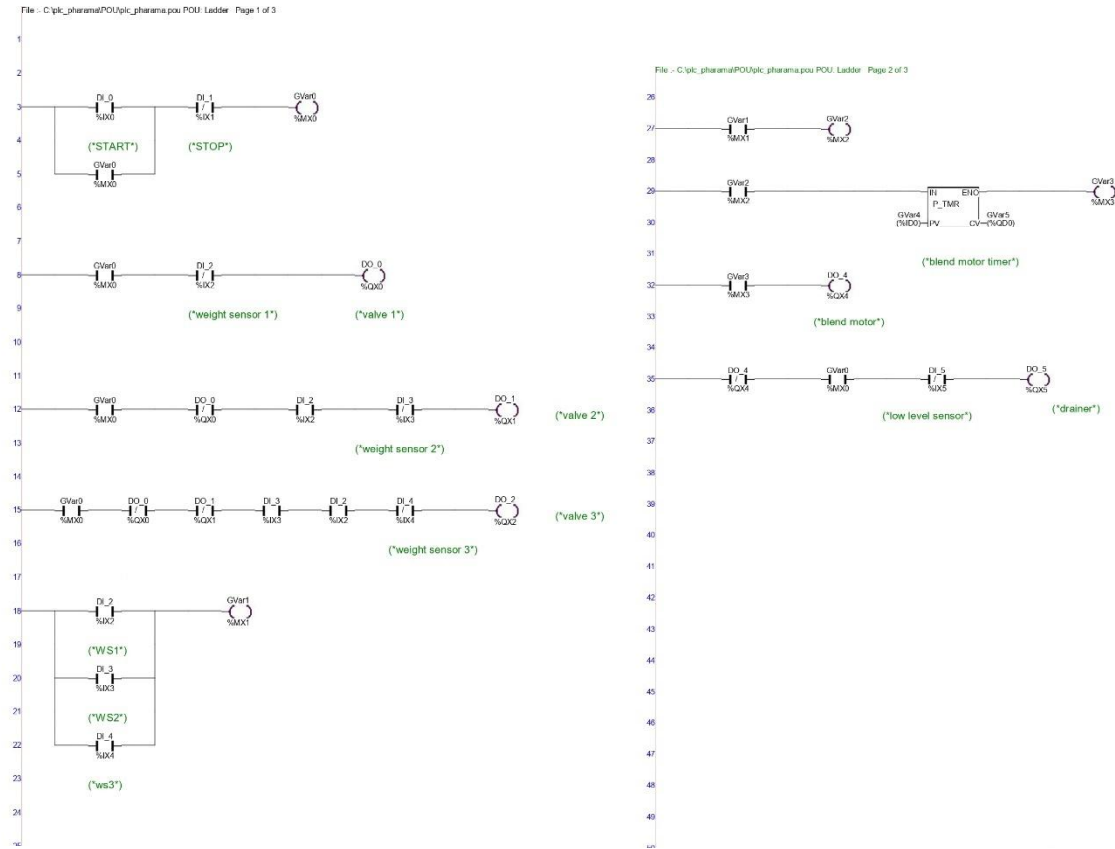 File :- C:\plc_pharama\POU\plc_pharama.pou POU: Ladder Page 1 of 3
1
2
3
DI_0 DI_1 GVar0
%IX0 %IX1 %MX0
4
(*START*) (*STOP*)
5
GVar0
%MX0
6
7
8
GVar0 DI_2 DO_0
%MX0 %IX2 %QX0
9
(*weight sensor 1*) (*valve 1*)
10
11
12
GVar0 DO_0 DI_2 DI_3 DO_1
%MX0 %QX0 %IX2 %IX3 %QX1
(*valve 2*)
13
(*weight sensor 2*)
14
15
GVar0 DO_0 DO_1 DI_3 DI_2 DI_4 DO_2
%MX0 %QX0 %QX1 %IX3 %IX2 %IX4 %QX2
(*valve 3*)
16
(*weight sensor 3*)
17
18
DI_2 GVar1
%IX2 %MX1
19
(*WS1*)
20
DI_3
%IX3
21
(*WS2*)
22
DI_4
%IX4
23
(*ws3*)
24
25
File :- C:\plc_pharama\POU\plc_pharama.pou POU: Ladder Page 2 of 3
26
27
GVar1 GVar2
%MX1 %MX2
28
29
GVar2 IN ENO GVar3
%MX2 P_TMR %MX3
30
GVar4 GVar5
(%ID0) PV CV (%QD0)
31
(*blend motor timer*)
32
GVar3 DO_4
%MX3 %QX4
33
(*blend motor*)
34
35
DO_4 GVar0 DI_5 DO_5
%QX4 %MX0 %IX5 %QX5
36
(*low level sensor*) (*drainer*)
37
38
39
40
41
42
43
44
45
46
47
48
49
50